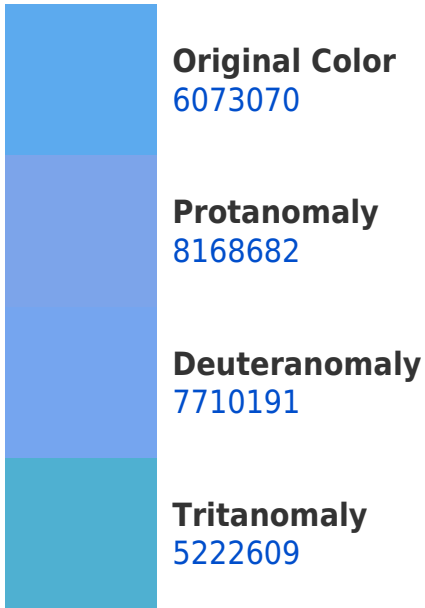 Original Color
6073070
Protanomaly
8168682
Deuteranomaly
7710191
Tritanomaly
5222609